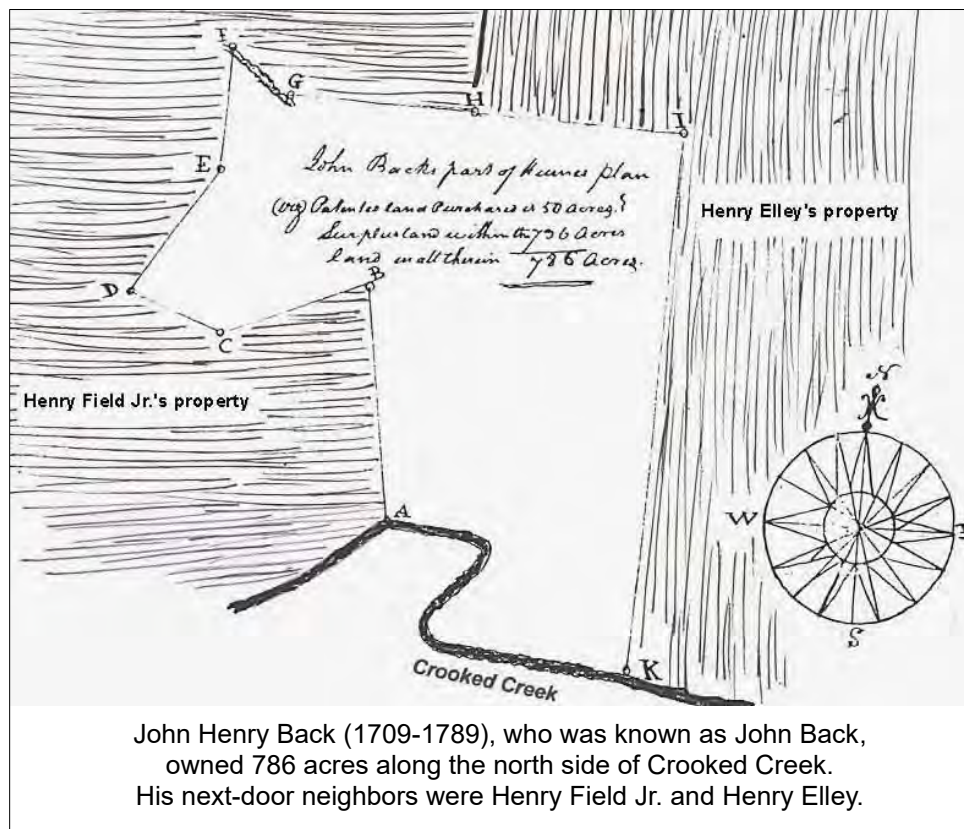 F
G
H
I
E
John Backs part of Humes plan
(viz) Patented land Purchased is 50 Acres
Surplus land within the 736 Acres
land in all therein 786 Acres.
Henry Elley's property
D
B
C
Henry Field Jr.'s property
N
W
A
S
K
Crooked Creek
John Henry Back (1709-1789), who was known as John Back,
owned 786 acres along the north side of Crooked Creek.
His next-door neighbors were Henry Field Jr. and Henry Elley.